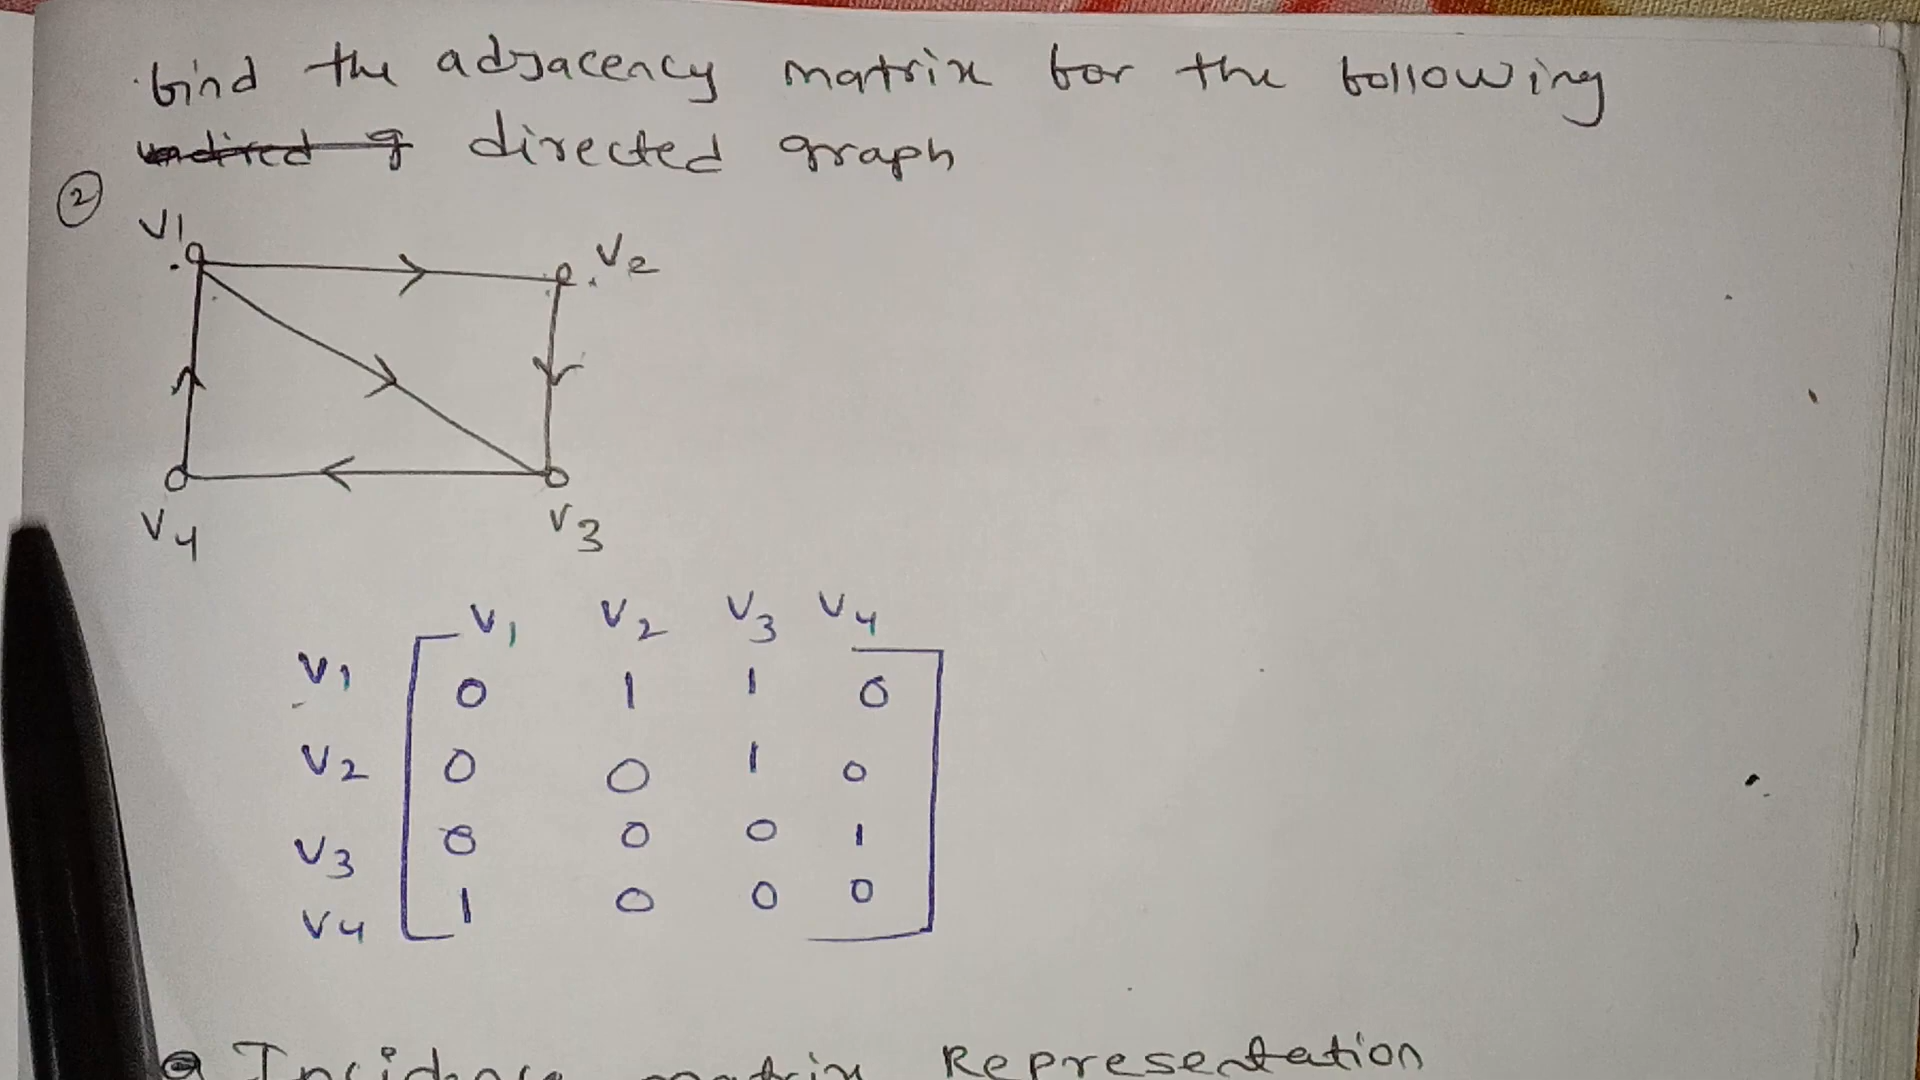 find the adjacency matrix for the following
directed graph
2
V1
V2
V4
V3
V1 V2 V3 V4
V1 0 1 1 0
V2 0 0 1 0
V3 0 0 0 1
V4 1 0 0 0
Incidence matrix Representation